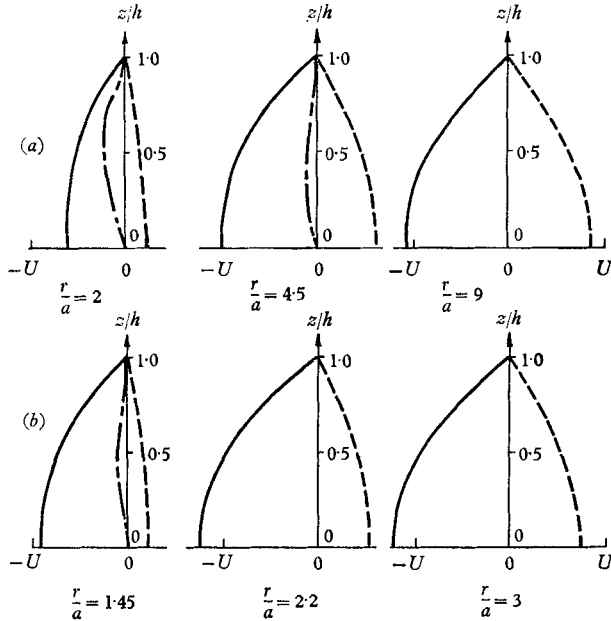 z/h z/h z/h
1·0 1·0 1·0
(a)
0·5 0·5 0·5
0 0 0
−U 0 −U 0 −U 0 U
r/a = 2 r/a = 4·5 r/a = 9
z/h z/h z/h
1·0 1·0 1·0
(b)
0·5 0·5 0·5
0 0 0
−U 0 −U 0 −U 0 U
r/a = 1·45 r/a = 2·2 r/a = 3